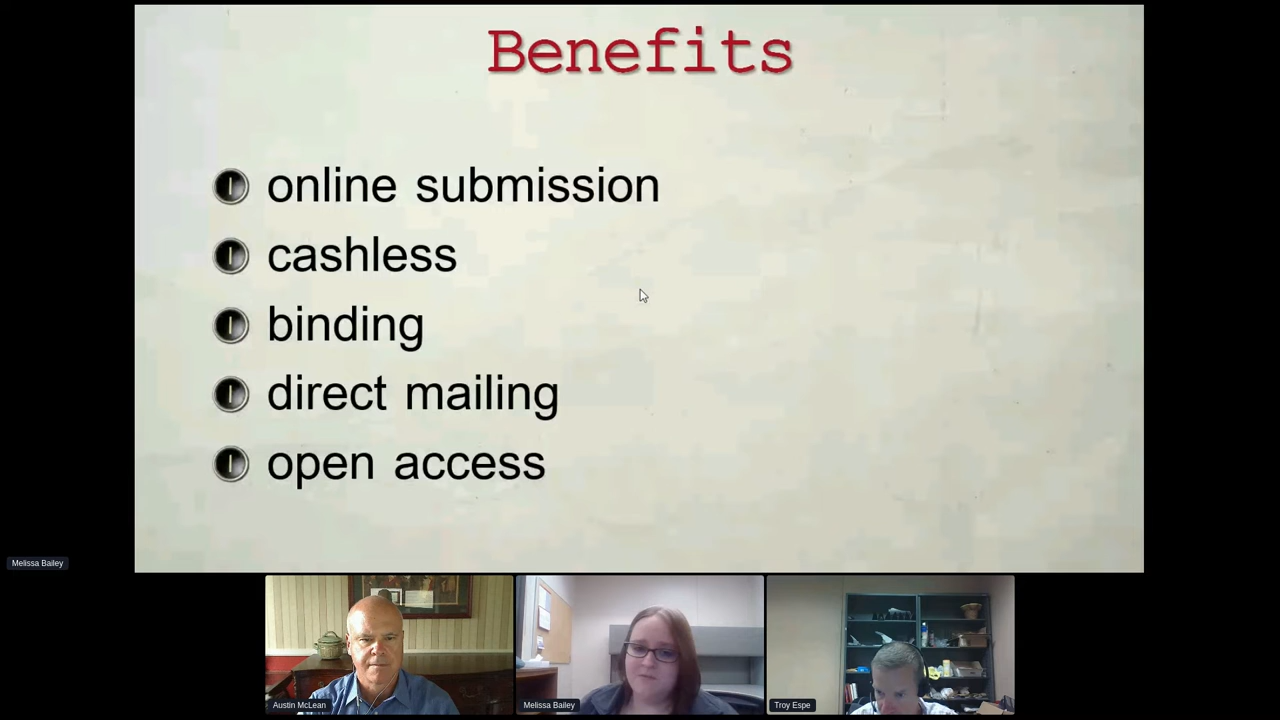 Benefits
online submission
cashless
binding
direct mailing
open access
Melissa Bailey
Austin McLean
Melissa Bailey
Troy Espe